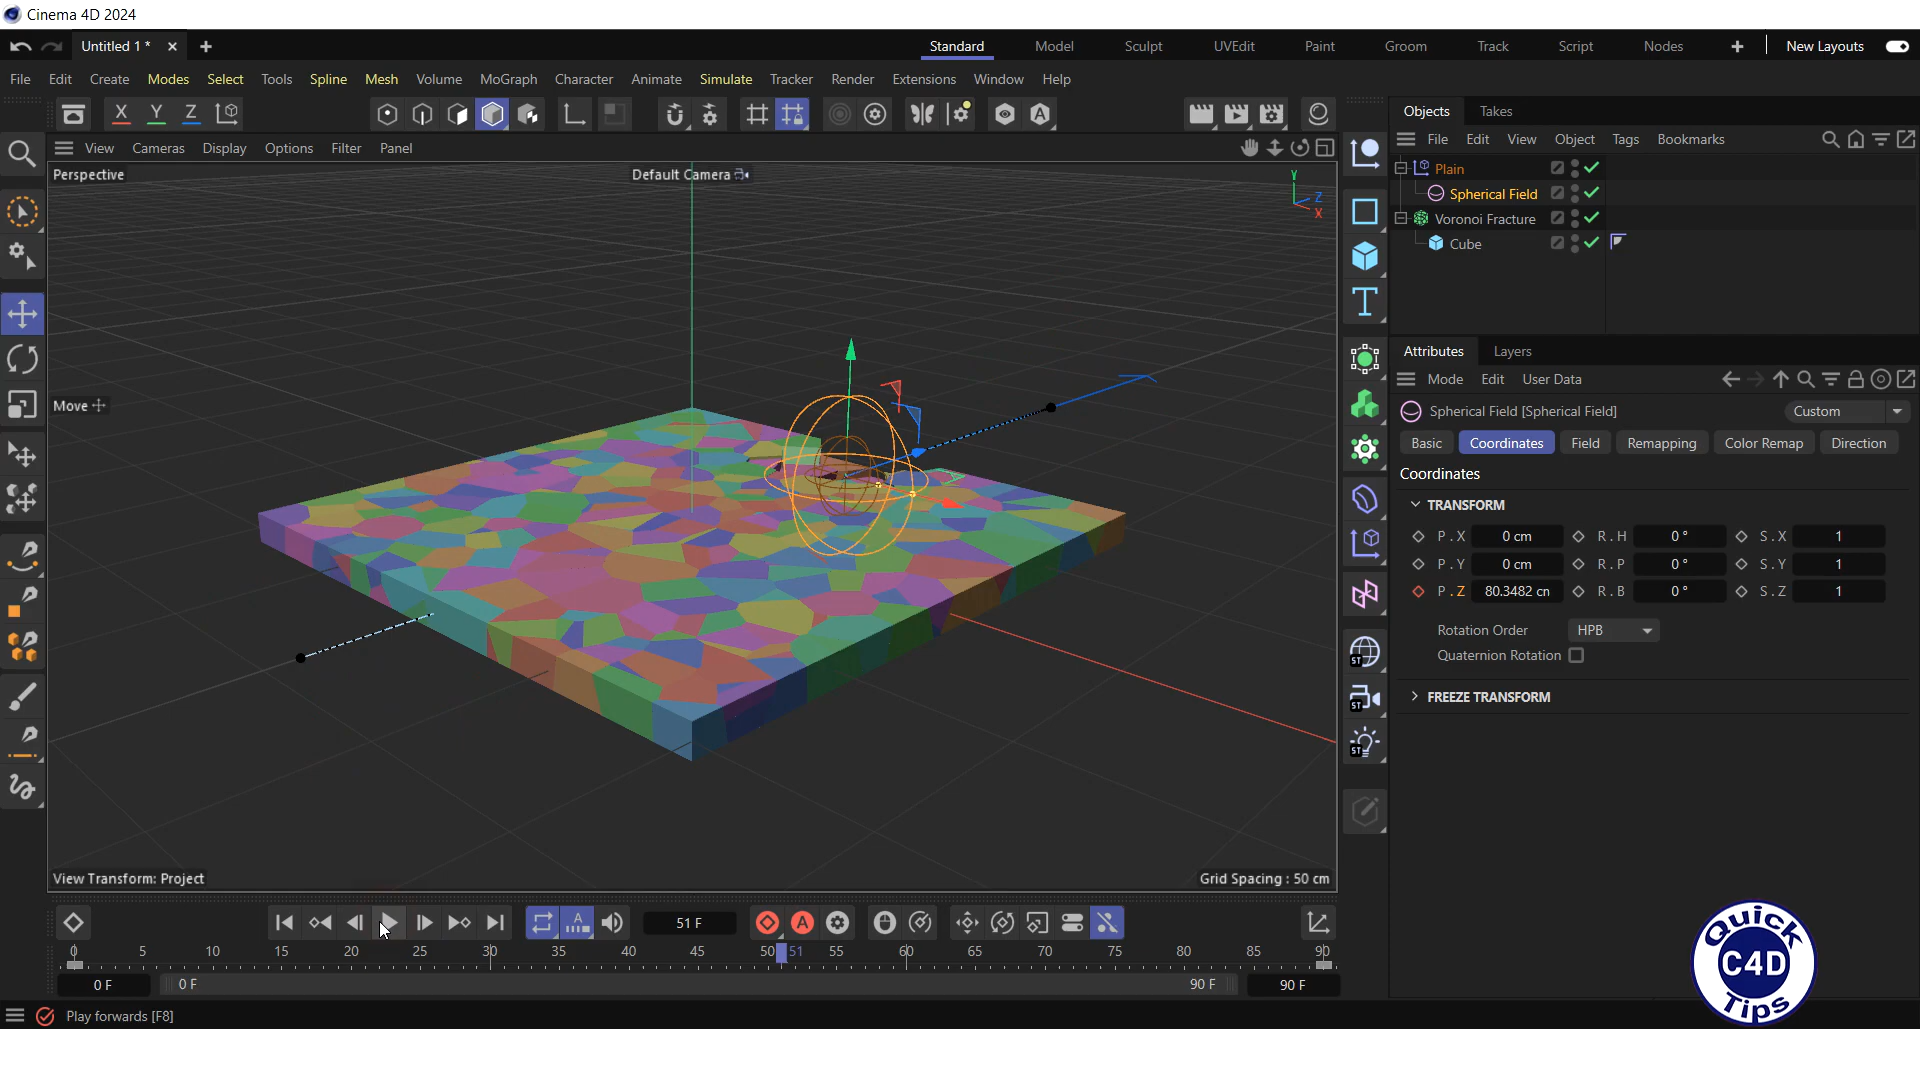 Cinema 4D 2024
Untitled 1 *
Standard Model Sculpt UVEdit Paint Groom Track Script Nodes New Layouts
File Edit Create Modes Select Tools Spline Mesh Volume MoGraph Character Animate Simulate Tracker Render Extensions Window Help
X Y Z
Objects Takes
File Edit View Object Tags Bookmarks
View Cameras Display Options Filter Panel
Perspective
Default Camera
Y
Z
X
Plain
Spherical Field
Voronoi Fracture
Cube
Attributes Layers
Mode Edit User Data
Move
Spherical Field [Spherical Field]
Custom
Basic Coordinates Field Remapping Color Remap Direction
Coordinates
TRANSFORM
P . X 0 cm R . H 0 ° S . X 1
P . Y 0 cm R . P 0 ° S . Y 1
P . Z 80.3482 cn R . B 0 ° S . Z 1
Rotation Order HPB
Quaternion Rotation
FREEZE TRANSFORM
ST
ST
ST
View Transform: Project
Grid Spacing : 50 cm
51 F
0 5 10 15 20 25 30 35 40 45 50 51 55 60 65 70 75 80 85 90
0 F 0 F 90 F 90 F
Play forwards [F8]
Quick
C4D
Tips